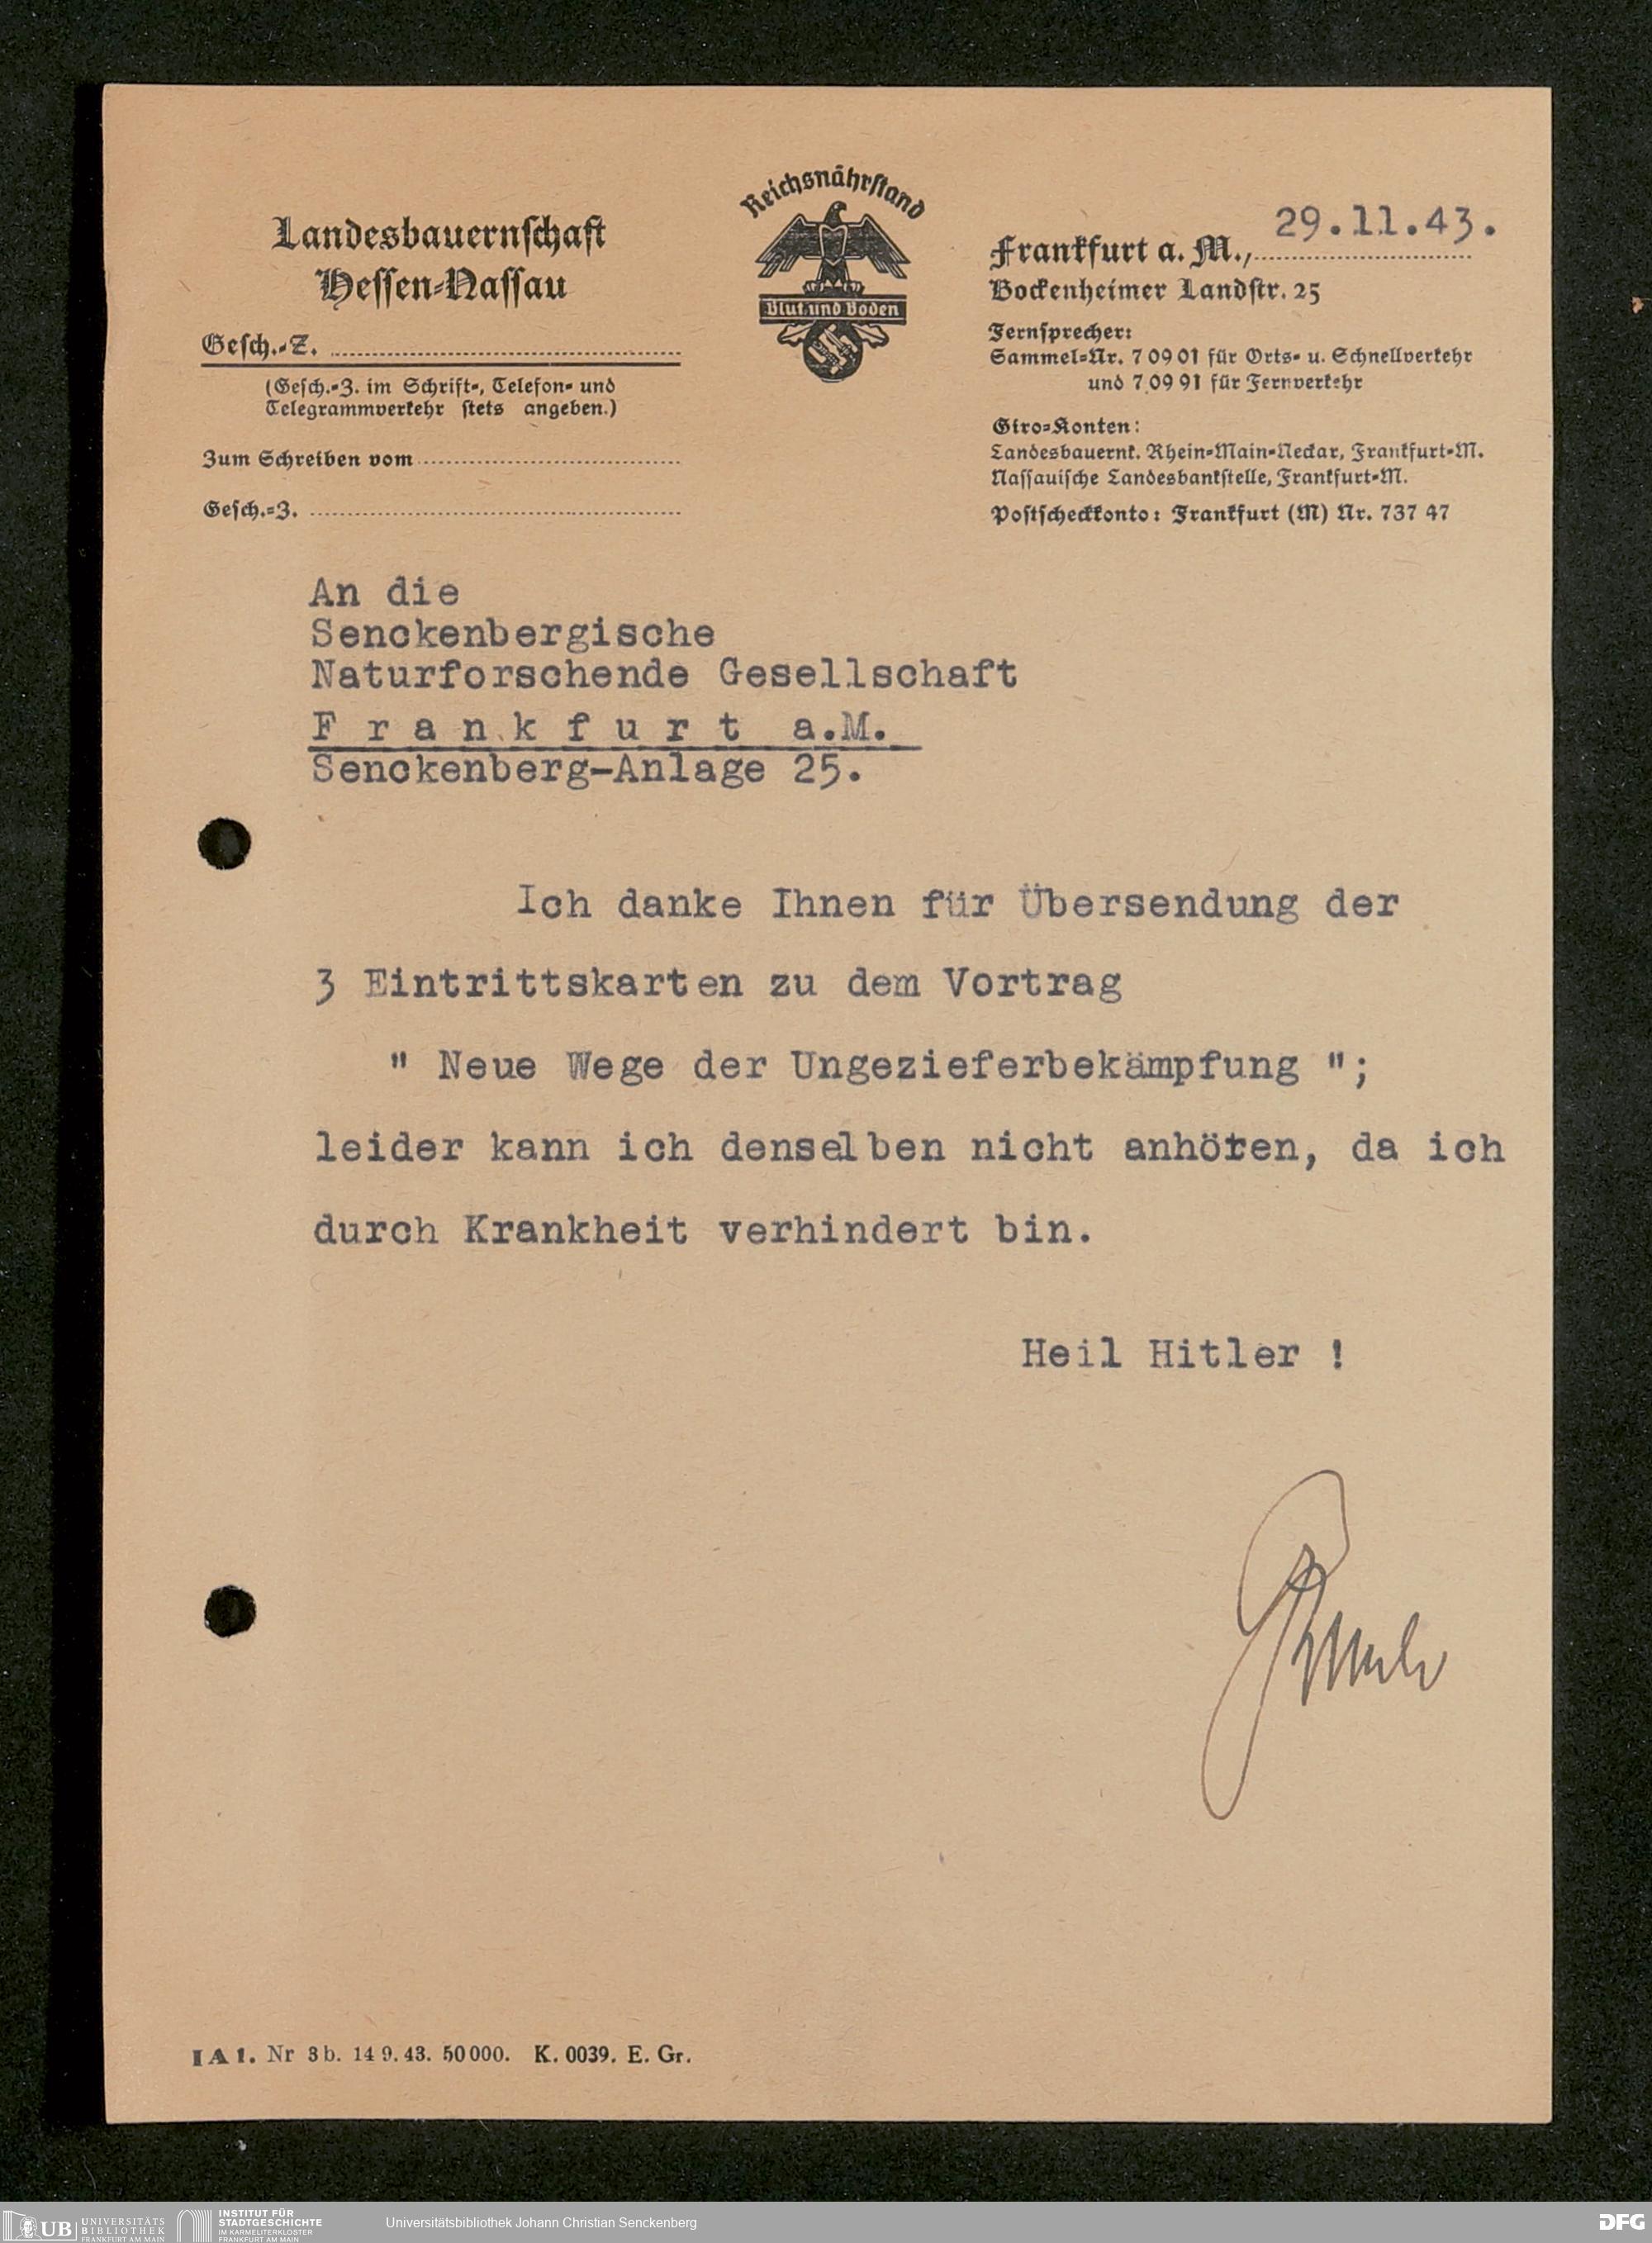 Landesbauernſchaft
Heſſen-Naſſau
Geſch.-Z.
(Geſch.-Z. im Schrift-, Telefon- und
Telegrammverkehr ſtets angeben.)
Zum Schreiben vom
Geſch.-Z.
Reichsnährſtand
Blut und Boden
29.11.43.
Frankfurt a. M.,
Bockenheimer Landſtr. 25
Fernſprecher:
Sammel-Nr. 7 09 01 für Orts- u. Schnellverkehr
und 7 09 91 für Fernverkehr
Giro-Konten:
Landesbauernk. Rhein-Main-Neckar, Frankfurt-M.
Naſſauiſche Landesbankſtelle, Frankfurt-M.
Poſtſcheckkonto: Frankfurt (M) Nr. 737 47
An die
Senckenbergische
Naturforschende Gesellschaft
F r a n k f u r t a.M.
Senckenberg-Anlage 25.
Ich danke Ihnen für Übersendung der
3 Eintrittskarten zu dem Vortrag
" Neue Wege der Ungezieferbekämpfung ";
leider kann ich denselben nicht anhören, da ich
durch Krankheit verhindert bin.
Heil Hitler !
I A 1. Nr 3b. 14 9. 43. 50 000. K. 0039. E. Gr.
UB UNIVERSITÄTS
BIBLIOTHEK
FRANKFURT AM MAIN
INSTITUT FÜR
STADTGESCHICHTE
IM KARMELITERKLOSTER
FRANKFURT AM MAIN
Universitätsbibliothek Johann Christian Senckenberg
DFG